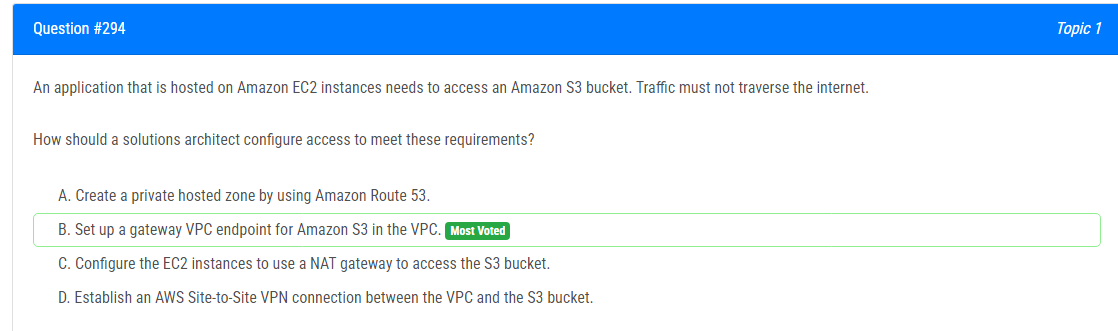 Question #294 Topic 1
An application that is hosted on Amazon EC2 instances needs to access an Amazon S3 bucket. Traffic must not traverse the internet.
How should a solutions architect configure access to meet these requirements?
A. Create a private hosted zone by using Amazon Route 53.
B. Set up a gateway VPC endpoint for Amazon S3 in the VPC. Most Voted
C. Configure the EC2 instances to use a NAT gateway to access the S3 bucket.
D. Establish an AWS Site-to-Site VPN connection between the VPC and the S3 bucket.